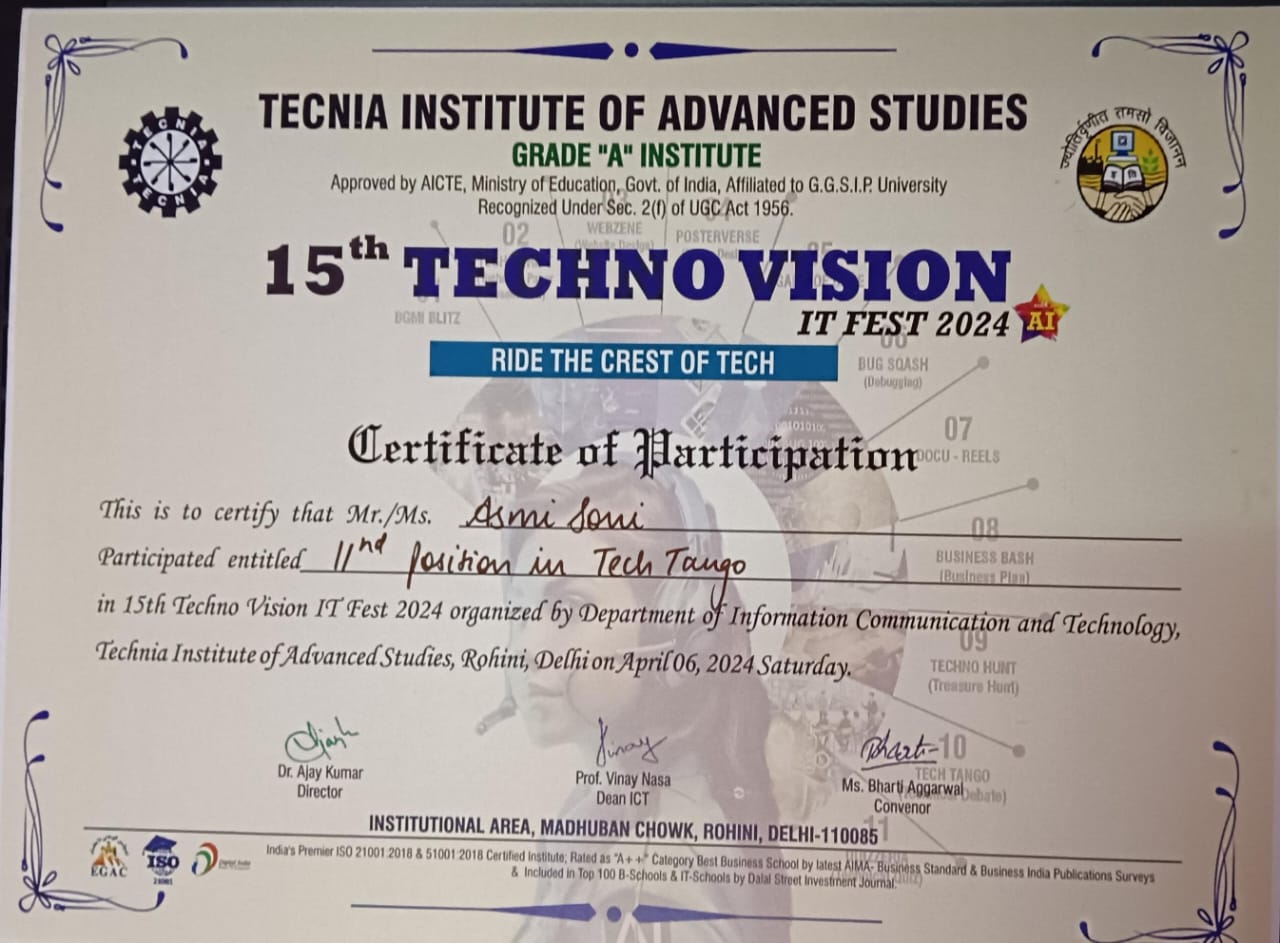 TECNIA INSTITUTE OF ADVANCED STUDIES
GRADE "A" INSTITUTE
Approved by AICTE, Ministry of Education, Govt. of India, Affiliated to G.G.S.I.P. University
Recognized Under Sec. 2(f) of UGC Act 1956.
TECNIA
TECNIA
ज्योतिर्वृणीत तमसो विजानन
02
WEBZENE
POSTERVERSE
15th TECHNO VISION
BGMI BLITZ
IT FEST 2024 AI
RIDE THE CREST OF TECH
06
BUG SQASH
(Debugging)
07
DOCU - REELS
Certificate of Participation
This is to certify that Mr./Ms. Asmi Soni
08
BUSINESS BASH
(Business Plan)
Participated entitled IInd position in Tech Tango
in 15th Techno Vision IT Fest 2024 organized by Department of Information Communication and Technology,
09
TECHNO HUNT
(Treasure Hunt)
Technia Institute of Advanced Studies, Rohini, Delhi on April 06, 2024 Saturday.
Ajay
Vinay
Bharti
10
TECH TANGO
Debate)
Dr. Ajay Kumar
Director
Prof. Vinay Nasa
Dean ICT
Ms. Bharti Aggarwal
Convenor
11
INSTITUTIONAL AREA, MADHUBAN CHOWK, ROHINI, DELHI-110085
EGAC
ISO
21001
India's Premier ISO 21001:2018 & 51001:2018 Certified Institute; Rated as "A++" Category Best Business School by latest AIMA- Business Standard & Business India Publications Surveys
& Included in Top 100 B-Schools & IT-Schools by Dalal Street Investment Journal.